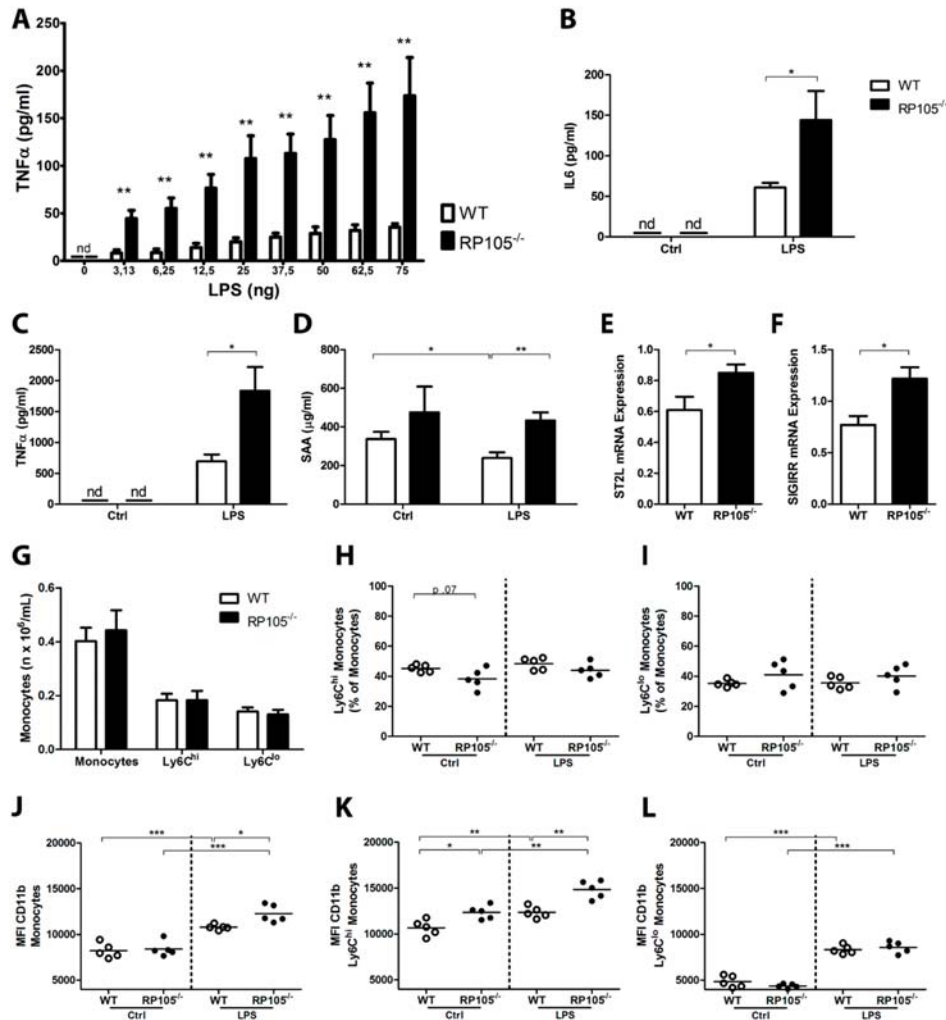 A
TNFα (pg/ml)
250
200
150
100
50
0
nd
**
**
**
**
**
**
**
**
0 3,13 6,25 12,5 25 37,5 50 62,5 75
LPS (ng)
WT
RP105-/-
B
IL6 (pg/ml)
200
150
100
50
0
nd nd
*
Ctrl LPS
WT
RP105-/-
C
TNFα (pg/ml)
2500
2000
1500
1000
500
0
nd nd
*
Ctrl LPS
D
SAA (µg/ml)
800
600
400
200
0
* **
Ctrl LPS
E
ST2L mRNA Expression
1.0
0.8
0.6
0.4
0.2
0.0
*
WT RP105-/-
F
SIGIRR mRNA Expression
1.5
1.0
0.5
0.0
*
WT RP105-/-
G
Monocytes (n x 10⁶/mL)
0.6
0.4
0.2
0.0
WT
RP105-/-
Monocytes Ly6Chi Ly6Clo
H
Ly6Chi Monocytes
(% of Monocytes)
100
80
60
40
20
0
p .07
WT RP105-/- WT RP105-/-
Ctrl LPS
I
Ly6Clo Monocytes
(% of Monocytes)
100
80
60
40
20
0
WT RP105-/- WT RP105-/-
Ctrl LPS
J
MFI CD11b
Monocytes
20000
15000
10000
5000
*** *
***
WT RP105-/- WT RP105-/-
Ctrl LPS
K
MFI CD11b
Ly6Chi Monocytes
20000
15000
10000
5000
** **
* **
WT RP105-/- WT RP105-/-
Ctrl LPS
L
MFI CD11b
Ly6Clo Monocytes
20000
15000
10000
5000
***
***
WT RP105-/- WT RP105-/-
Ctrl LPS